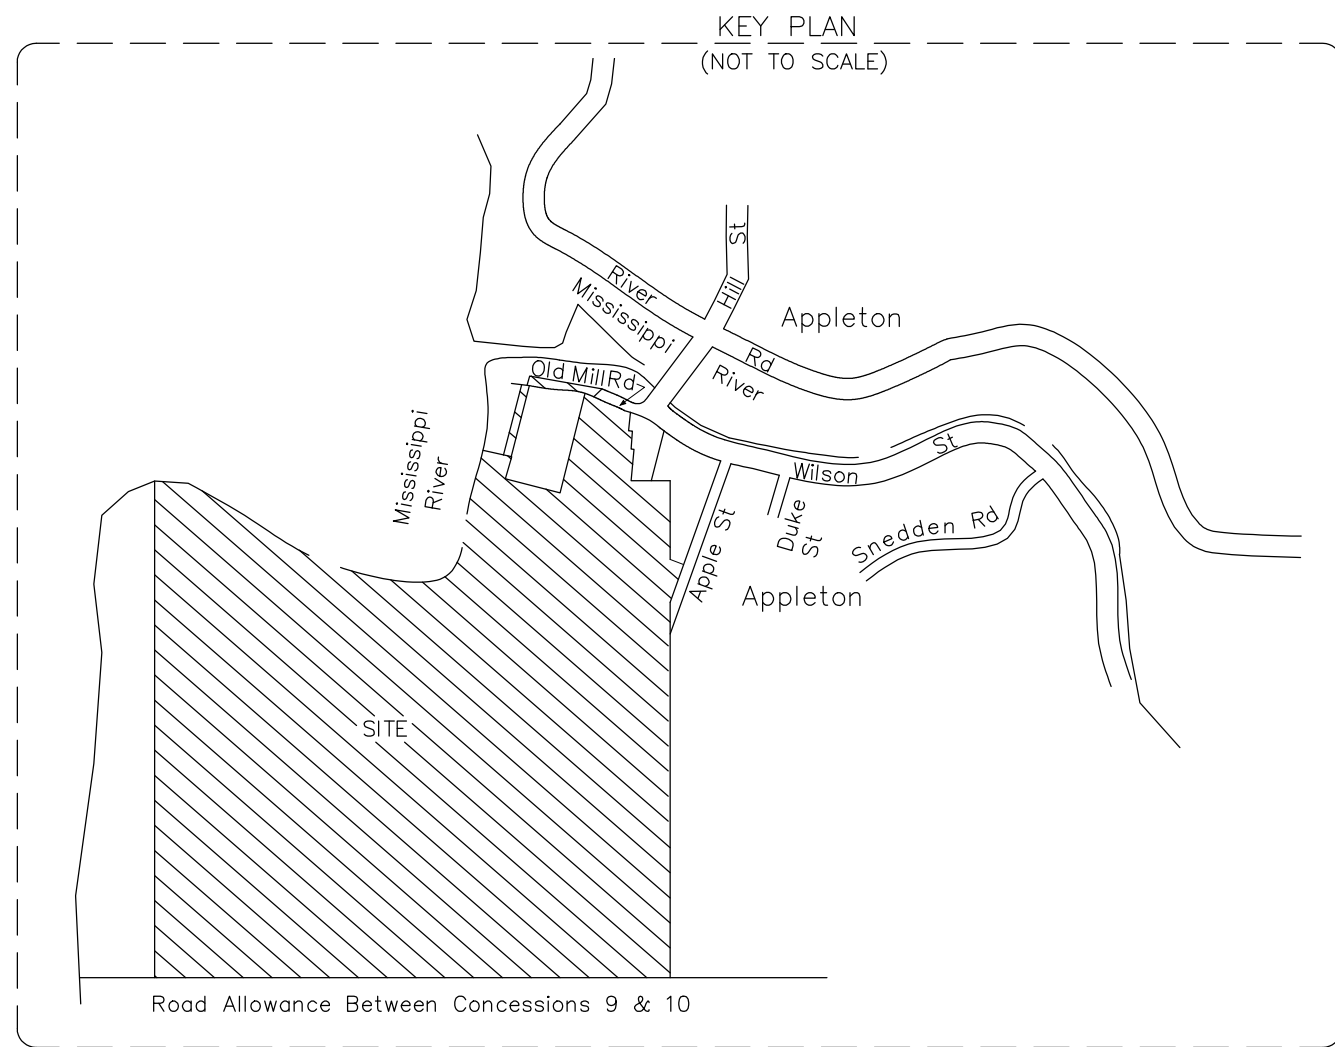 KEY PLAN
(NOT TO SCALE)
St
Hill
River
Mississippi
Appleton
Rd
River
Old Mill Rd
Mississippi
River
St
Wilson
Duke
St
Apple St
Snedden Rd
Appleton
SITE
Road Allowance Between Concessions 9 & 10